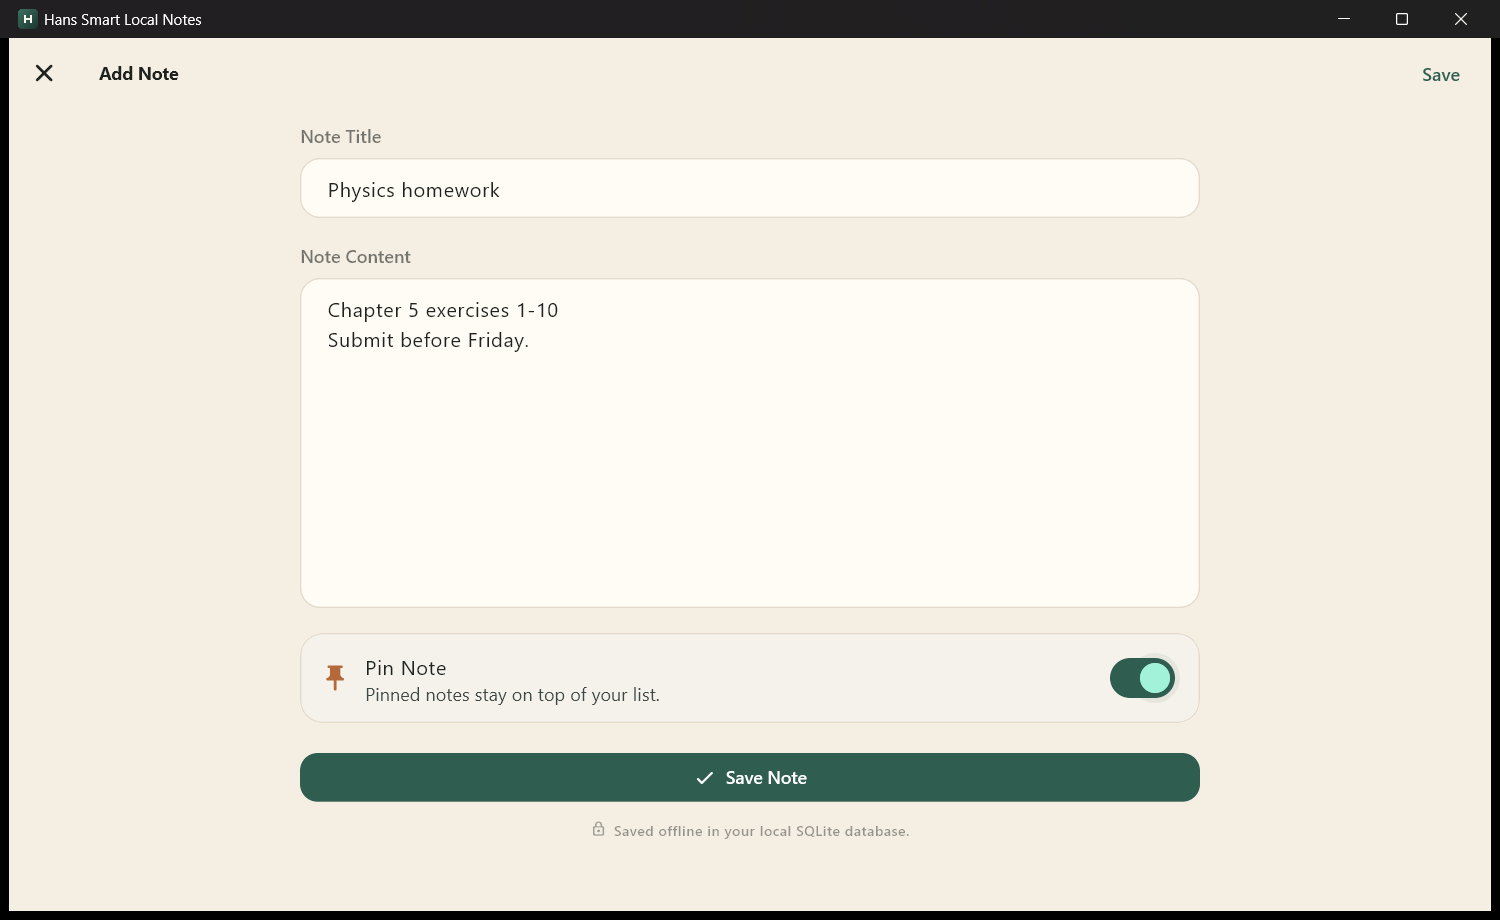 H Hans Smart Local Notes
Add Note
Save
Note Title
Physics homework
Note Content
Chapter 5 exercises 1-10
Submit before Friday.
Pin Note
Pinned notes stay on top of your list.
Save Note
Saved offline in your local SQLite database.